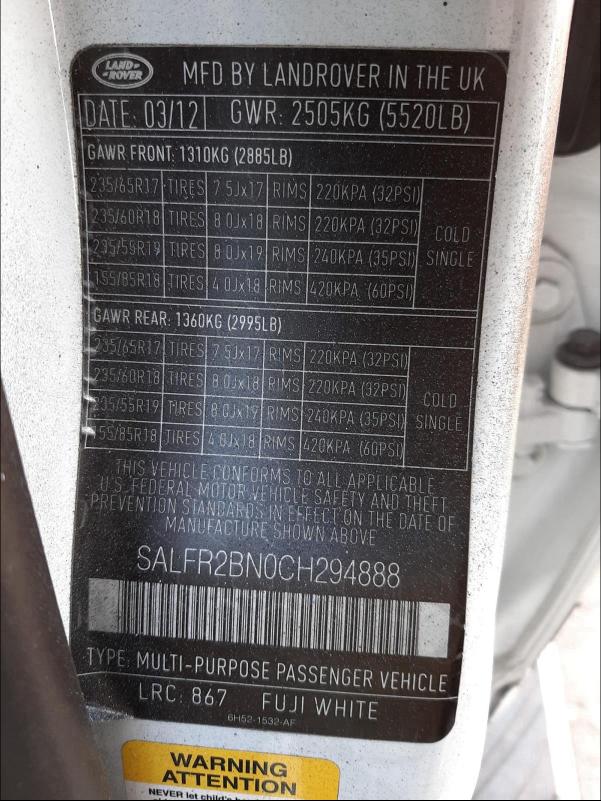 LAND-
-ROVER
MFD BY LANDROVER IN THE UK
DATE: 03/12 GWR: 2505KG (5520LB)
GAWR FRONT: 1310KG (2885LB)
235/65R17 TIRES 7.5Jx17 RIMS 220KPA (32PSI)
235/60R18 TIRES 8.0Jx18 RIMS 220KPA (32PSI) COLD
235/55R19 TIRES 8.0Jx19 RIMS 240KPA (35PSI) SINGLE
155/85R18 TIRES 4.0Jx18 RIMS 420KPA (60PSI)
GAWR REAR: 1360KG (2995LB)
235/65R17 TIRES 7.5Jx17 RIMS 220KPA (32PSI)
235/60R18 TIRES 8.0Jx18 RIMS 220KPA (32PSI) COLD
235/55R19 TIRES 8.0Jx19 RIMS 240KPA (35PSI) SINGLE
155/85R18 TIRES 4.0Jx18 RIMS 420KPA (60PSI)
THIS VEHICLE CONFORMS TO ALL APPLICABLE
U.S. FEDERAL MOTOR VEHICLE SAFETY AND THEFT
PREVENTION STANDARDS IN EFFECT ON THE DATE OF
MANUFACTURE SHOWN ABOVE
SALFR2BN0CH294888
TYPE: MULTI-PURPOSE PASSENGER VEHICLE
LRC: 867 FUJI WHITE
6H52-1532-AF
WARNING
ATTENTION
NEVER let child's